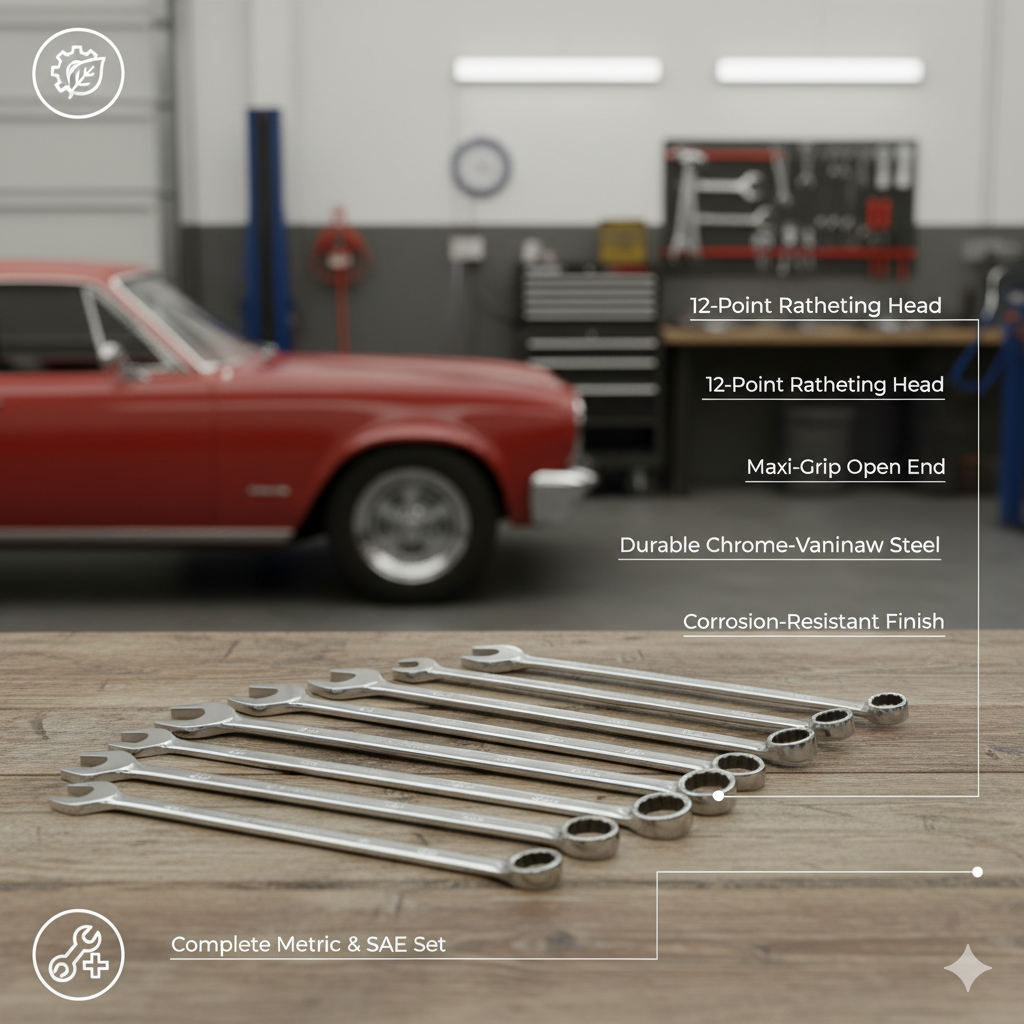 12-Point Ratheting Head
12-Point Ratheting Head
Maxi-Grip Open End
Durable Chrome-Vaninaw Steel
Corrosion-Resistant Finish
Complete Metric & SAE Set